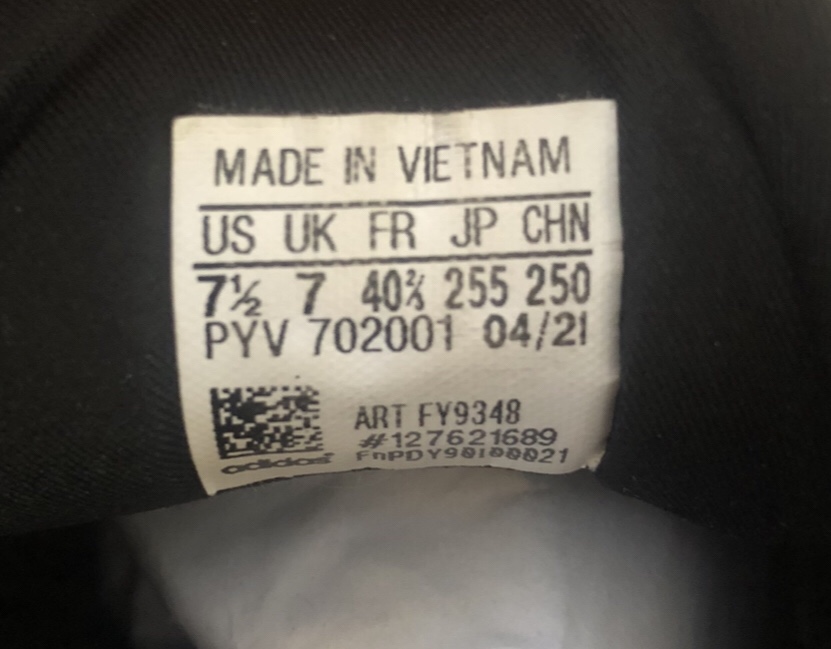 MADE IN VIETNAM
US UK FR JP CHN
7½ 7 40⅔ 255 250
PYV 702001 04/21
ART FY9348
#127621689
adidas